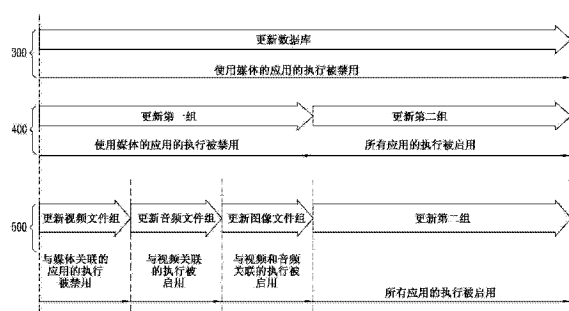 300
更新数据库
使用媒体的应用的执行被禁用
400
更新第一组
更新第二组
使用媒体的应用的执行被禁用
所有应用的执行被启用
500
更新视频文件组
更新音频文件组
更新图像文件组
更新第二组
与媒体关联的
应用的执行
被禁用
与视频关联
的执行被
启用
与视频和音频
关联的执行被
启用
所有应用的执行被启用